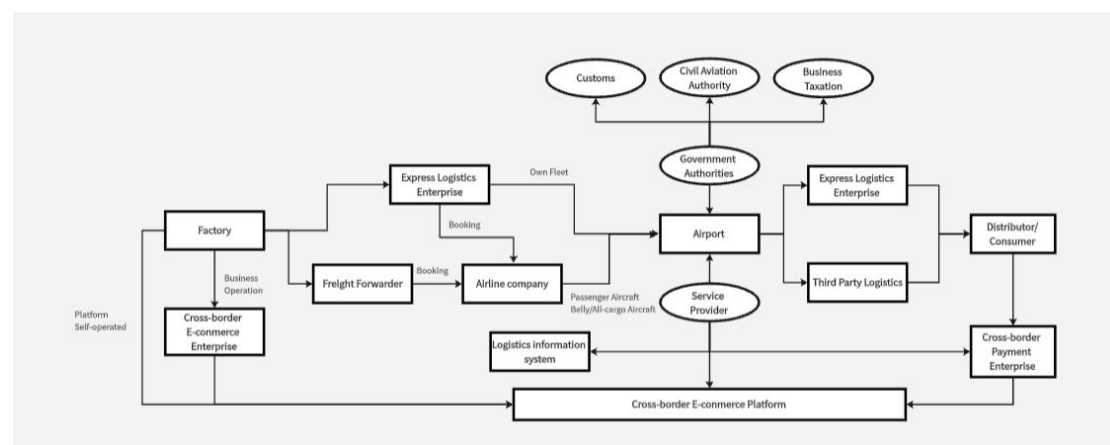 Customs
Civil Aviation
Authority
Business
Taxation
Government
Authorities
Express Logistics
Enterprise
Own Fleet
Express Logistics
Enterprise
Booking
Factory
Airport
Distributor/
Consumer
Business
Operation
Freight Forwarder
Booking
Airline company
Passenger Aircraft
Belly/All-cargo Aircraft
Service
Provider
Third Party Logistics
Platform
Self-operated
Cross-border
E-conmerce
Enterprise
Logistics information
system
Cross-border
Payment
Enterprise
Cross-border E-conmerce Platform